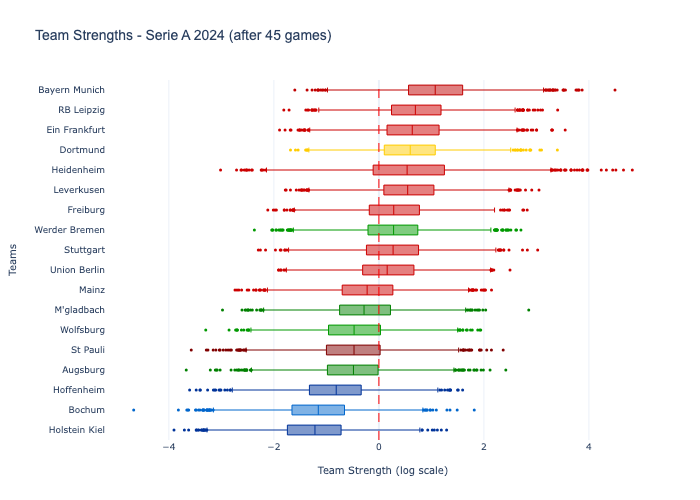 Team Strengths - Serie A 2024 (after 45 games)
Bayern Munich
RB Leipzig
Ein Frankfurt
Dortmund
Heidenheim
Leverkusen
Freiburg
Werder Bremen
Stuttgart
Union Berlin
Mainz
M'gladbach
Wolfsburg
St Pauli
Augsburg
Hoffenheim
Bochum
Holstein Kiel
Teams
−4 −2 0 2 4
Team Strength (log scale)